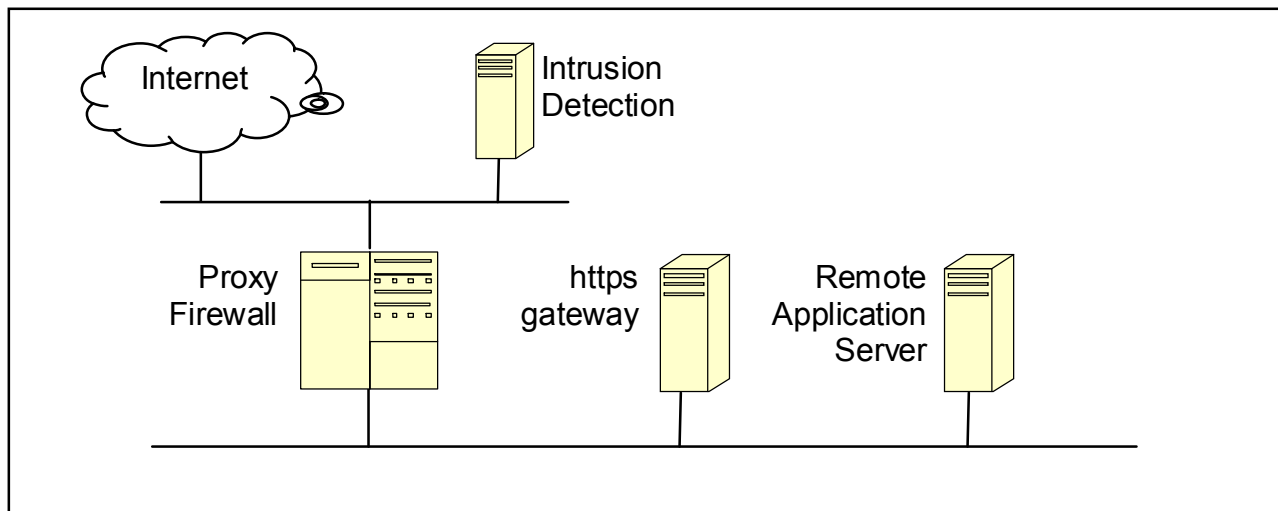 Internet
Intrusion
Detection
Proxy
Firewall
https
gateway
Remote
Application
Server